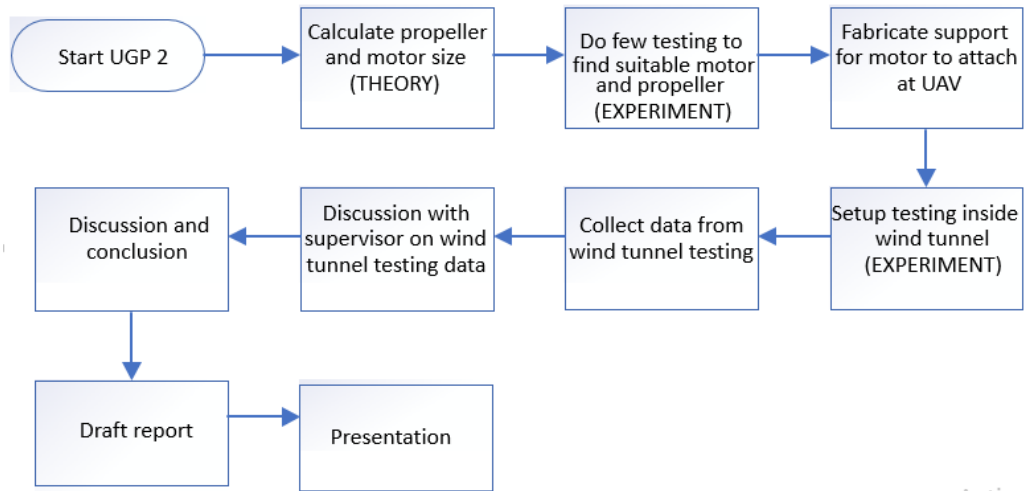 Start UGP 2
Calculate propeller
and motor size
(THEORY)
Do few testing to
find suitable motor
and propeller
(EXPERIMENT)
Fabricate support
for motor to attach
at UAV
Setup testing inside
wind tunnel
(EXPERIMENT)
Collect data from
wind tunnel testing
Discussion with
supervisor on wind
tunnel testing data
Discussion and
conclusion
Draft report
Presentation